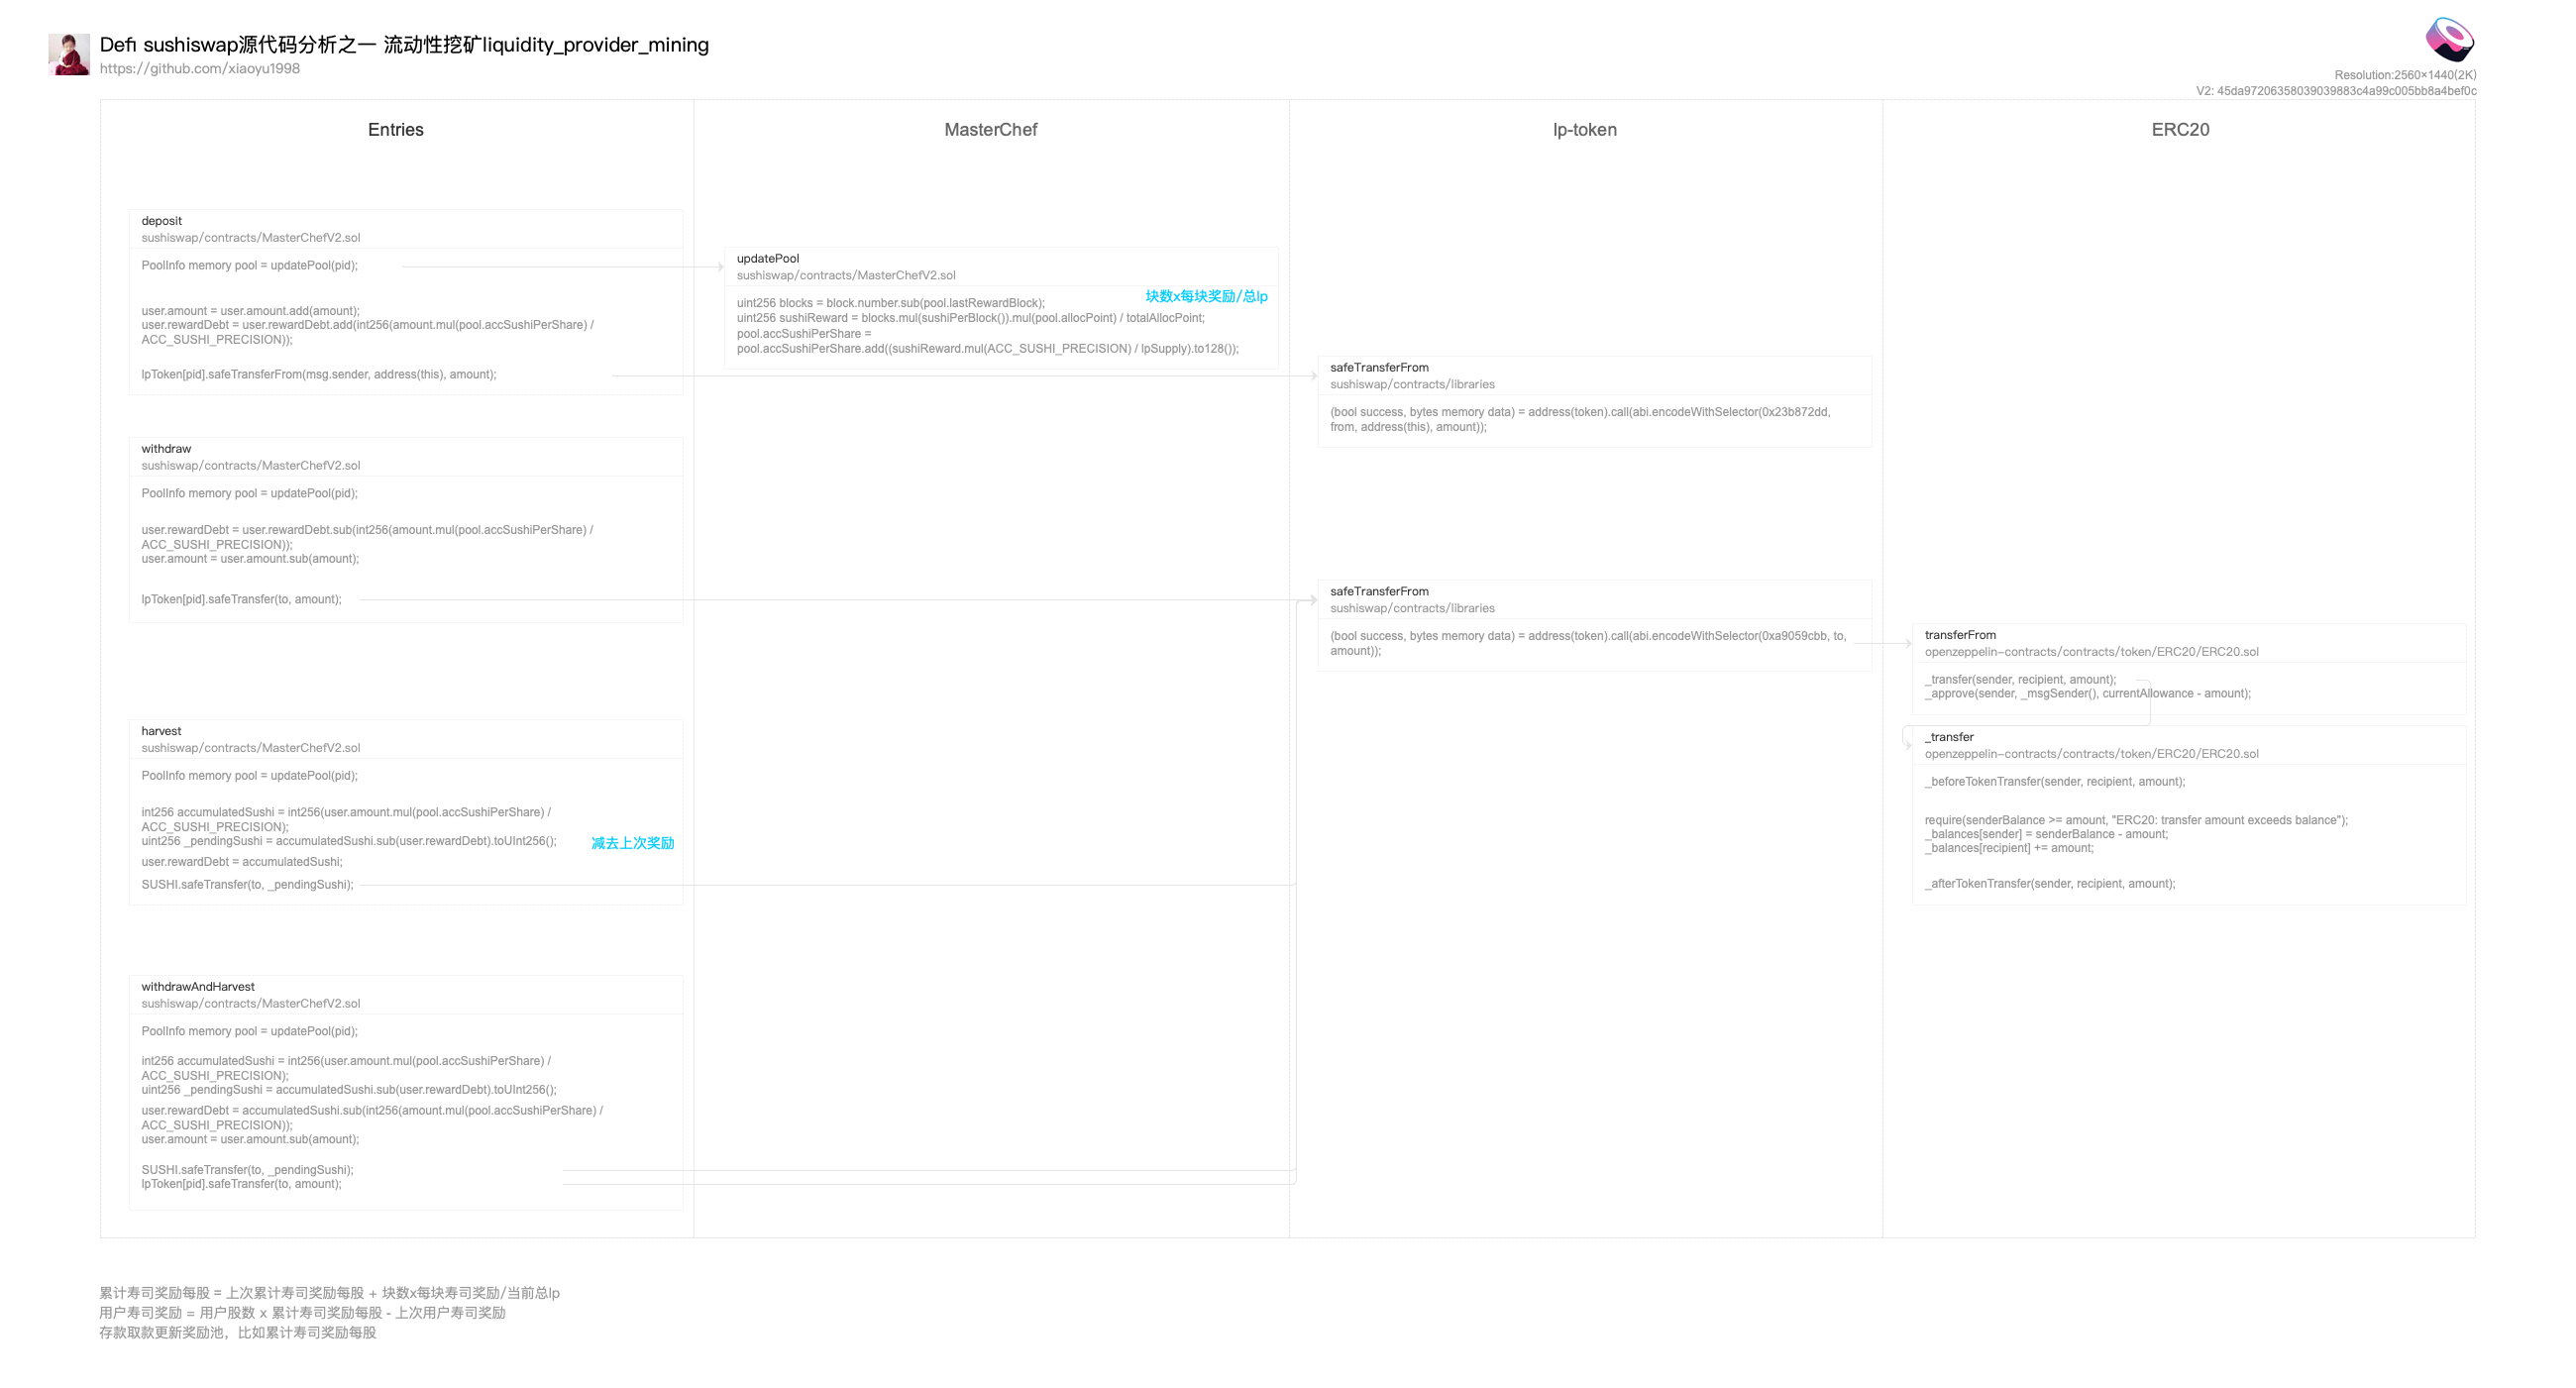 Defi sushiswap源代码分析之一 流动性挖矿liquidity_provider_mining
https://github.com/xiaoyu1998
Resolution:2560×1440(2K)
V2: 45da97206358039039883c4a99c005bb8a4bef0c
Entries
MasterChef
lp-token
ERC20
deposit
sushiswap/contracts/MasterChefV2.sol
PoolInfo memory pool = updatePool(pid);
user.amount = user.amount.add(amount);
user.rewardDebt = user.rewardDebt.add(int256(amount.mul(pool.accSushiPerShare) /
ACC_SUSHI_PRECISION));
lpToken[pid].safeTransferFrom(msg.sender, address(this), amount);
updatePool
sushiswap/contracts/MasterChefV2.sol
块数x每块奖励/总lp
uint256 blocks = block.number.sub(pool.lastRewardBlock);
uint256 sushiReward = blocks.mul(sushiPerBlock()).mul(pool.allocPoint) / totalAllocPoint;
pool.accSushiPerShare =
pool.accSushiPerShare.add((sushiReward.mul(ACC_SUSHI_PRECISION) / lpSupply).to128());
safeTransferFrom
sushiswap/contracts/libraries
(bool success, bytes memory data) = address(token).call(abi.encodeWithSelector(0x23b872dd,
from, address(this), amount));
withdraw
sushiswap/contracts/MasterChefV2.sol
PoolInfo memory pool = updatePool(pid);
user.rewardDebt = user.rewardDebt.sub(int256(amount.mul(pool.accSushiPerShare) /
ACC_SUSHI_PRECISION));
user.amount = user.amount.sub(amount);
lpToken[pid].safeTransfer(to, amount);
safeTransferFrom
sushiswap/contracts/libraries
(bool success, bytes memory data) = address(token).call(abi.encodeWithSelector(0xa9059cbb, to,
amount));
transferFrom
openzeppelin-contracts/contracts/token/ERC20/ERC20.sol
_transfer(sender, recipient, amount);
_approve(sender, _msgSender(), currentAllowance - amount);
_transfer
openzeppelin-contracts/contracts/token/ERC20/ERC20.sol
_beforeTokenTransfer(sender, recipient, amount);
require(senderBalance >= amount, "ERC20: transfer amount exceeds balance");
_balances[sender] = senderBalance - amount;
_balances[recipient] += amount;
_afterTokenTransfer(sender, recipient, amount);
harvest
sushiswap/contracts/MasterChefV2.sol
PoolInfo memory pool = updatePool(pid);
int256 accumulatedSushi = int256(user.amount.mul(pool.accSushiPerShare) /
ACC_SUSHI_PRECISION);
uint256 _pendingSushi = accumulatedSushi.sub(user.rewardDebt).toUInt256();
减去上次奖励
user.rewardDebt = accumulatedSushi;
SUSHI.safeTransfer(to, _pendingSushi);
withdrawAndHarvest
sushiswap/contracts/MasterChefV2.sol
PoolInfo memory pool = updatePool(pid);
int256 accumulatedSushi = int256(user.amount.mul(pool.accSushiPerShare) /
ACC_SUSHI_PRECISION);
uint256 _pendingSushi = accumulatedSushi.sub(user.rewardDebt).toUInt256();
user.rewardDebt = accumulatedSushi.sub(int256(amount.mul(pool.accSushiPerShare) /
ACC_SUSHI_PRECISION));
user.amount = user.amount.sub(amount);
SUSHI.safeTransfer(to, _pendingSushi);
lpToken[pid].safeTransfer(to, amount);
累计寿司奖励每股 = 上次累计寿司奖励每股 + 块数x每块寿司奖励/当前总lp
用户寿司奖励 = 用户股数 x 累计寿司奖励每股 - 上次用户寿司奖励
存款取款更新奖励池，比如累计寿司奖励每股